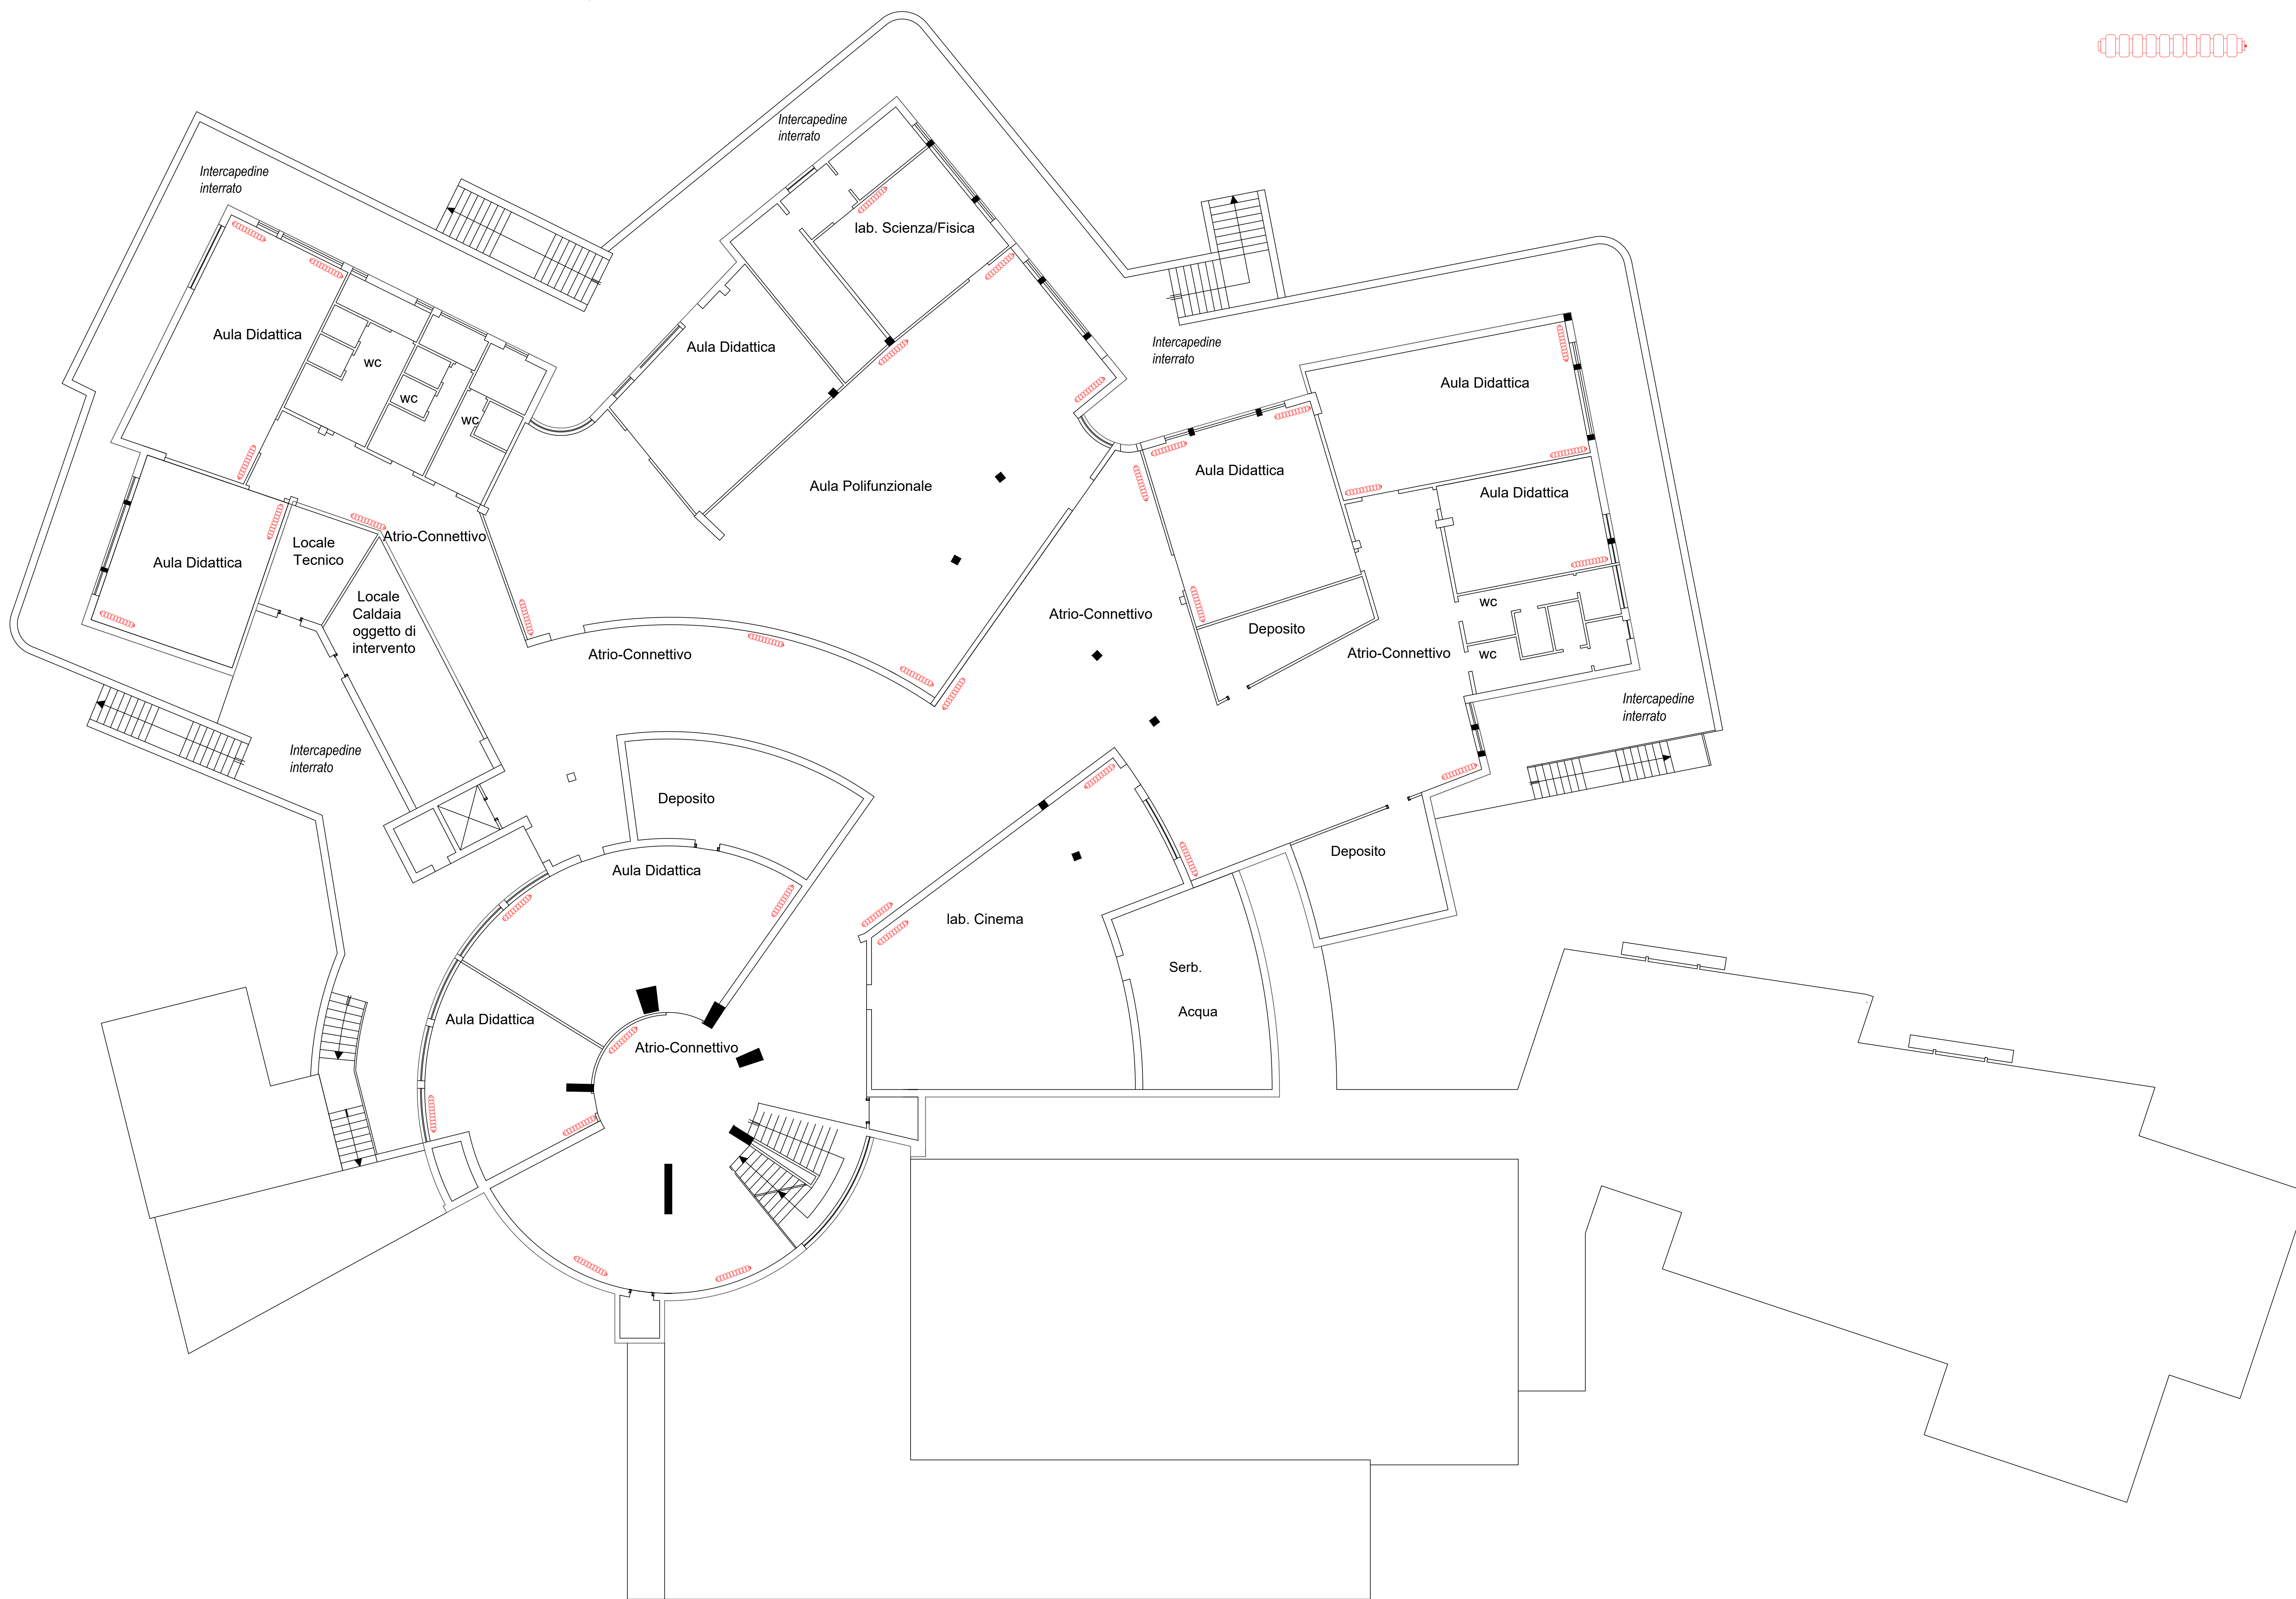 Intercapedine
interrato
Intercapedine
interrato
lab. Scienza/Fisica
Aula Didattica
Aula Didattica
wc
wc
wc
Intercapedine
interrato
Aula Didattica
Aula Didattica
Aula Didattica
Aula Polifunzionale
Atrio-Connettivo
Locale
Tecnico
Aula Didattica
Locale
Caldaia
oggetto di
intervento
Atrio-Connettivo
Atrio-Connettivo
Deposito
wc
Atrio-Connettivo
wc
Intercapedine
interrato
Intercapedine
interrato
Deposito
Deposito
Aula Didattica
lab. Cinema
Serb.
Acqua
Aula Didattica
Atrio-Connettivo